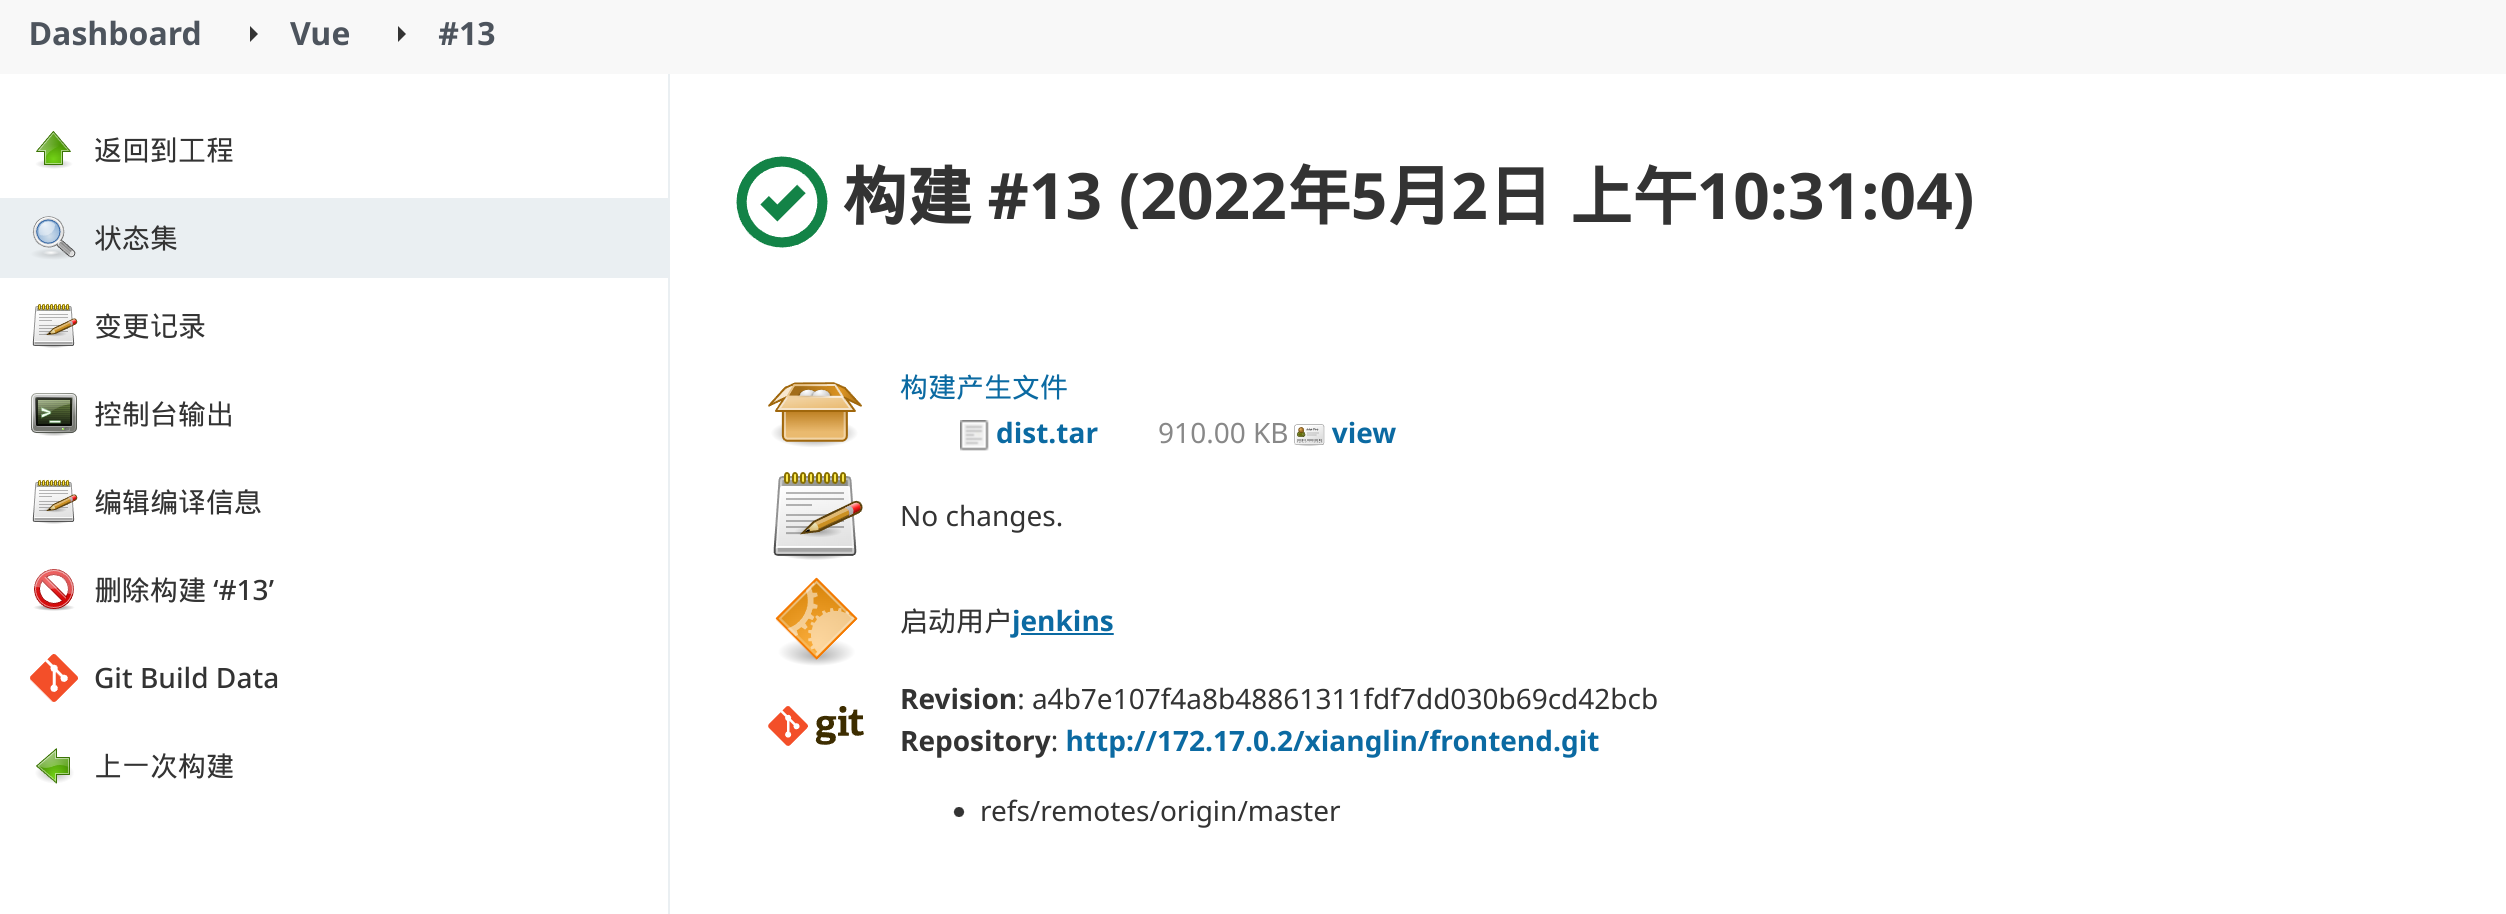 Dashboard Vue #13
返回到工程
状态集
变更记录
控制台输出
编辑编译信息
删除构建 ‘#13’
Git Build Data
上一次构建
构建 #13 (2022年5月2日 上午10:31:04)
构建产生文件
dist.tar 910.00 KB view
No changes.
启动用户jenkins
git
Revision: a4b7e107f4a8b48861311fdf7dd030b69cd42bcb
Repository: http://172.17.0.2/xianglin/frontend.git
refs/remotes/origin/master